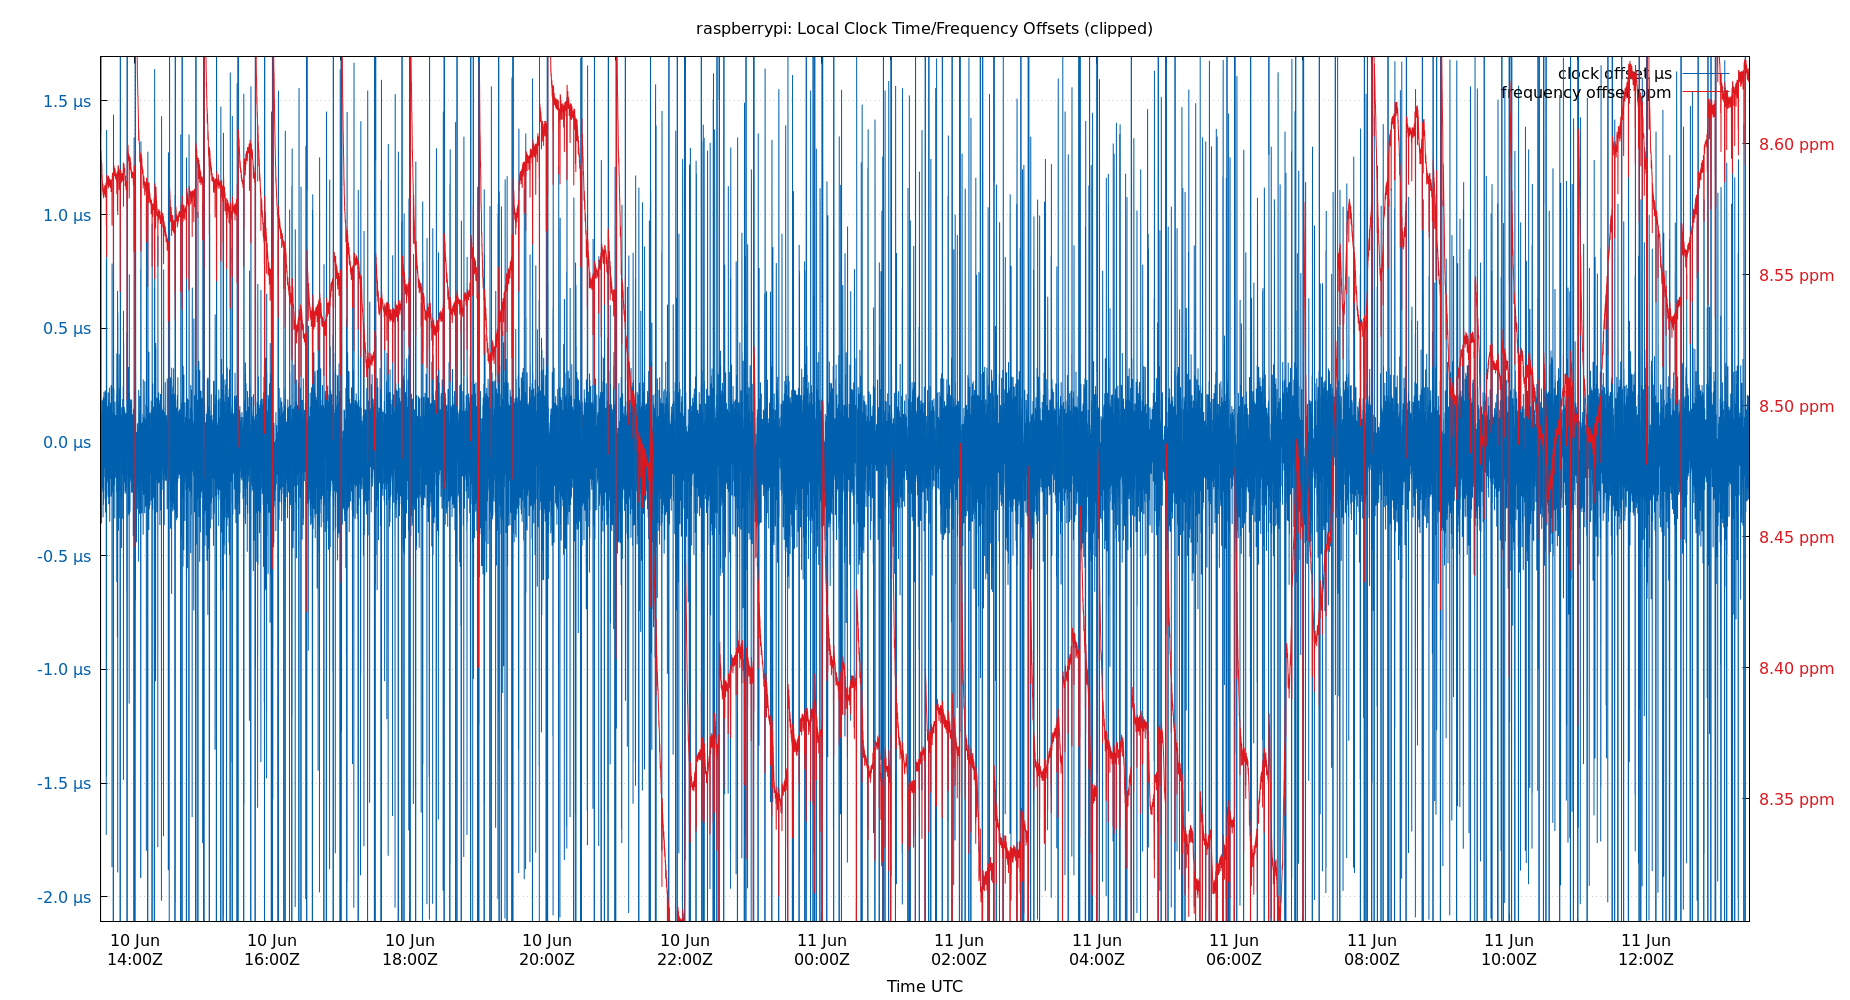 raspberrypi: Local Clock Time/Frequency Offsets (clipped)
clock offset µs
frequency offset ppm
1.5 µs
1.0 µs
0.5 µs
0.0 µs
-0.5 µs
-1.0 µs
-1.5 µs
-2.0 µs
8.60 ppm
8.55 ppm
8.50 ppm
8.45 ppm
8.40 ppm
8.35 ppm
10 Jun 10 Jun 10 Jun 10 Jun 10 Jun 11 Jun 11 Jun 11 Jun 11 Jun 11 Jun 11 Jun 11 Jun
14:00Z 16:00Z 18:00Z 20:00Z 22:00Z 00:00Z 02:00Z 04:00Z 06:00Z 08:00Z 10:00Z 12:00Z
Time UTC